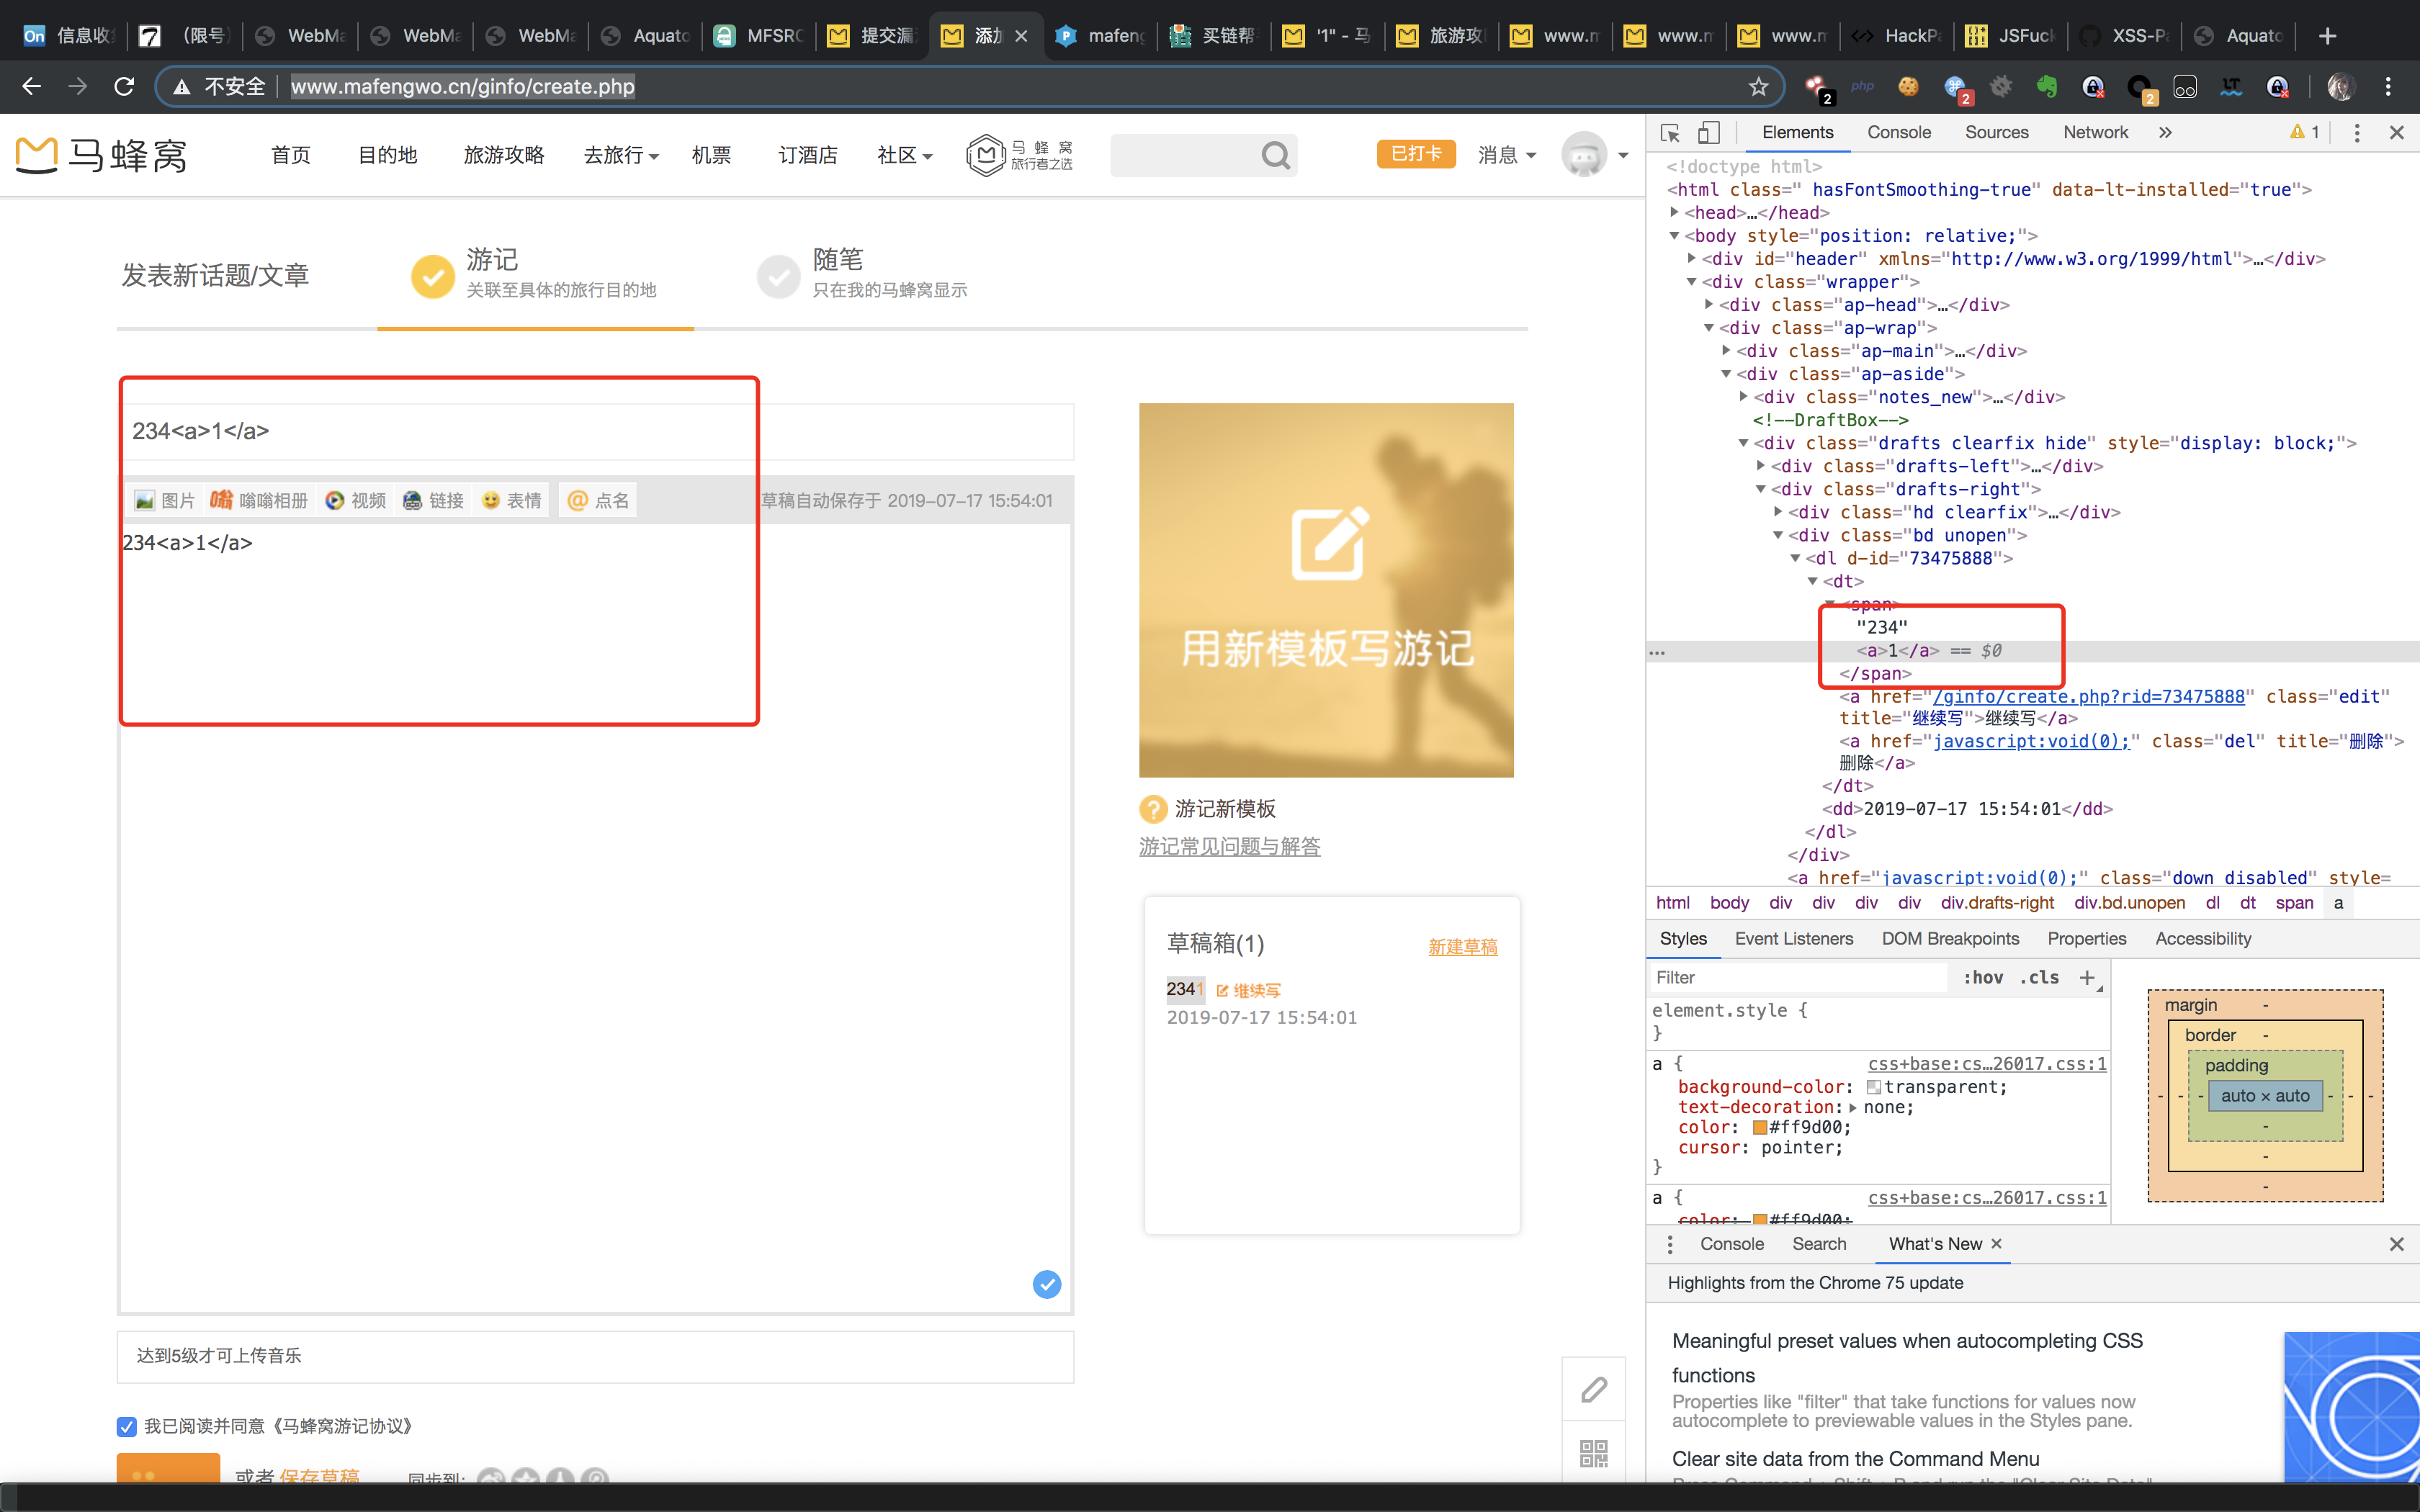 信息收集
（限号）
WebMa
WebMa
WebMa
Aquato
MFSRC
提交漏
添加
mafeng
买链帮
'1" - 马
旅游攻
www.m
www.m
www.m
HackPa
JSFuck
XSS-Pa
Aquato
不安全
www.mafengwo.cn/ginfo/create.php
马蜂窝
首页
目的地
旅游攻略
去旅行
机票
订酒店
社区
马蜂窝
旅行者之选
已打卡
消息
发表新话题/文章
游记
关联至具体的旅行目的地
随笔
只在我的马蜂窝显示
234<a>1</a>
图片
嗡嗡相册
视频
链接
表情
@ 点名
草稿自动保存于 2019-07-17 15:54:01
234<a>1</a>
达到5级才可上传音乐
我已阅读并同意《马蜂窝游记协议》
或者 保存草稿
同步到:
用新模板写游记
? 游记新模板
游记常见问题与解答
草稿箱(1)
新建草稿
2341 继续写
2019-07-17 15:54:01
Elements
Console
Sources
Network
1
<!doctype html>
<html class=" hasFontSmoothing-true" data-lt-installed="true">
<head>…</head>
<body style="position: relative;">
<div id="header" xmlns="http://www.w3.org/1999/html">…</div>
<div class="wrapper">
<div class="ap-head">…</div>
<div class="ap-wrap">
<div class="ap-main">…</div>
<div class="ap-aside">
<div class="notes_new">…</div>
<!--DraftBox-->
<div class="drafts clearfix hide" style="display: block;">
<div class="drafts-left">…</div>
<div class="drafts-right">
<div class="hd clearfix">…</div>
<div class="bd unopen">
<dl d-id="73475888">
<dt>
<span>
"234"
<a>1</a> == $0
</span>
<a href="/ginfo/create.php?rid=73475888" class="edit"
title="继续写">继续写</a>
<a href="javascript:void(0);" class="del" title="删除">
删除</a>
</dt>
<dd>2019-07-17 15:54:01</dd>
</dl>
</div>
<a href="javascript:void(0);" class="down disabled" style=
html body div div div div div.drafts-right div.bd.unopen dl dt span a
Styles
Event Listeners
DOM Breakpoints
Properties
Accessibility
Filter
:hov .cls +
element.style {
}
a {
css+base:cs…26017.css:1
background-color: transparent;
text-decoration: none;
color: #ff9d00;
cursor: pointer;
}
a {
css+base:cs…26017.css:1
color: #ff9d00;
margin -
border -
padding
auto × auto
Console
Search
What's New
Highlights from the Chrome 75 update
Meaningful preset values when autocompleting CSS
functions
Properties like "filter" that take functions for values now
autocomplete to previewable values in the Styles pane.
Clear site data from the Command Menu